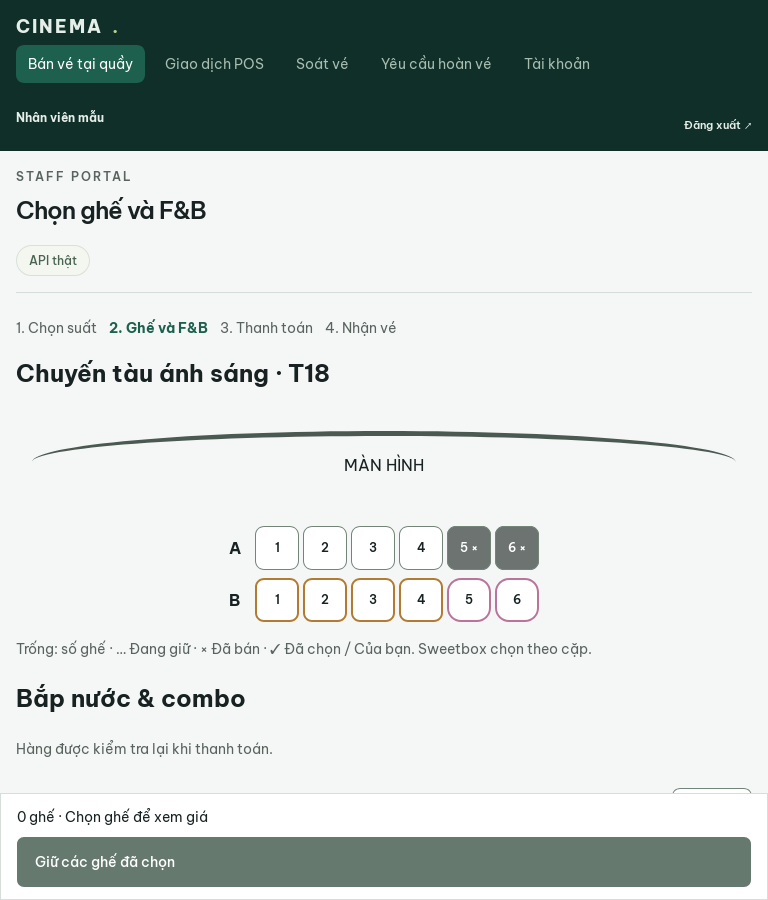 CINEMA .
Bán vé tại quầy Giao dịch POS Soát vé Yêu cầu hoàn vé Tài khoản
Nhân viên mẫu
Đăng xuất ↗
STAFF PORTAL
Chọn ghế và F&B
API thật
1. Chọn suất 2. Ghế và F&B 3. Thanh toán 4. Nhận vé
Chuyến tàu ánh sáng · T18
MÀN HÌNH
A 1 2 3 4 5 × 6 ×
B 1 2 3 4 5 6
Trống: số ghế · … Đang giữ · × Đã bán · ✓ Đã chọn / Của bạn. Sweetbox chọn theo cặp.
Bắp nước & combo
Hàng được kiểm tra lại khi thanh toán.
0 ghế · Chọn ghế để xem giá
Giữ các ghế đã chọn